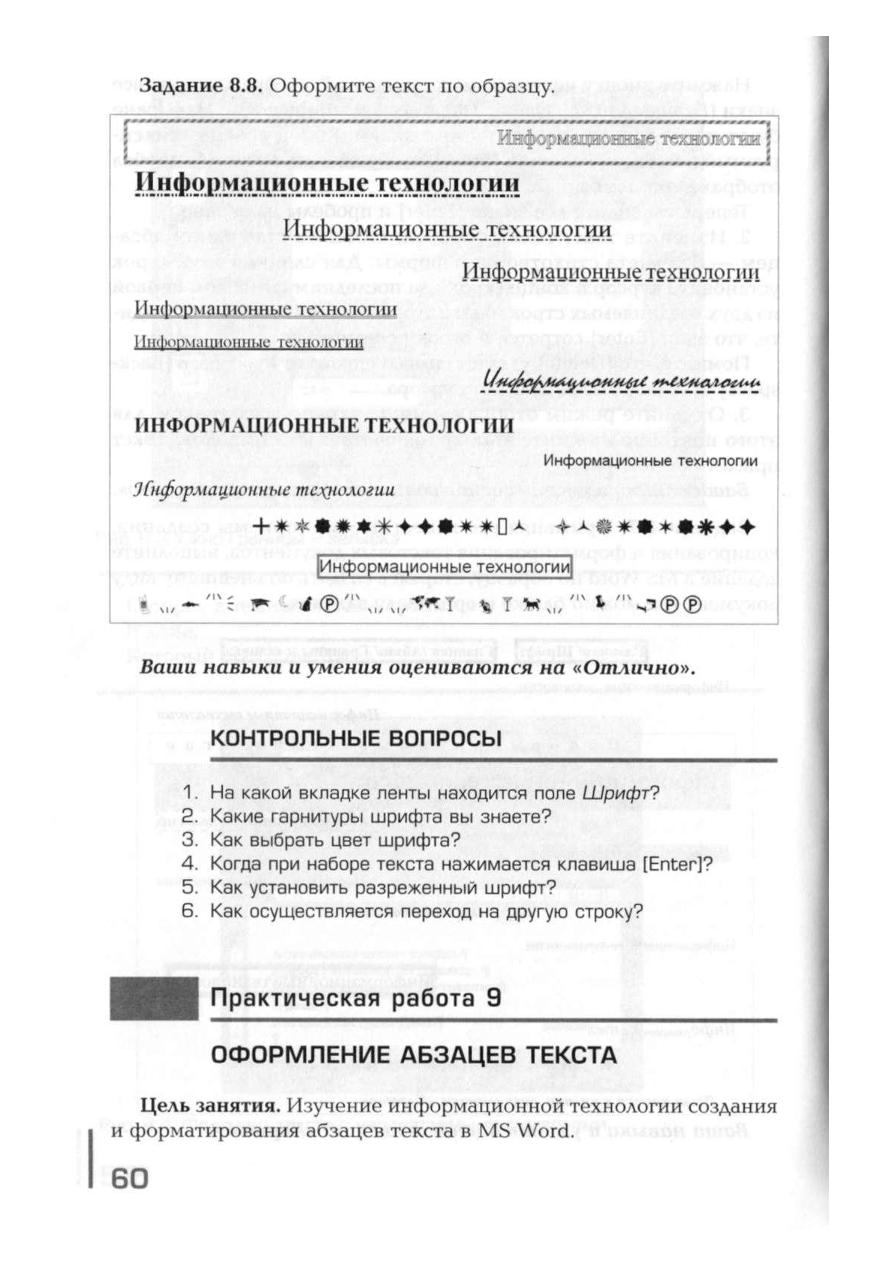 Задание 8.8. Оформите текст по образцу.
Информационные технологии
Информационные технологии
Информационные технологии
Информационные технологии
Информационные технологии
Информационные технологии
Информационные технологии
ИНФОРМАЦИОННЫЕ ТЕХНОЛОГИИ
Информационные технологии
Информационные технологии
Информационные технологии
Ваши навыки и умения оцениваются на «Отлично».
КОНТРОЛЬНЫЕ ВОПРОСЫ
1. На какой вкладке ленты находится поле Шрифт?
2. Какие гарнитуры шрифта вы знаете?
3. Как выбрать цвет шрифта?
4. Когда при наборе текста нажимается клавиша [Enter]?
5. Как установить разреженный шрифт?
6. Как осуществляется переход на другую строку?
Практическая работа 9
ОФОРМЛЕНИЕ АБЗАЦЕВ ТЕКСТА
Цель занятия. Изучение информационной технологии создания
и форматирования абзацев текста в MS Word.
60